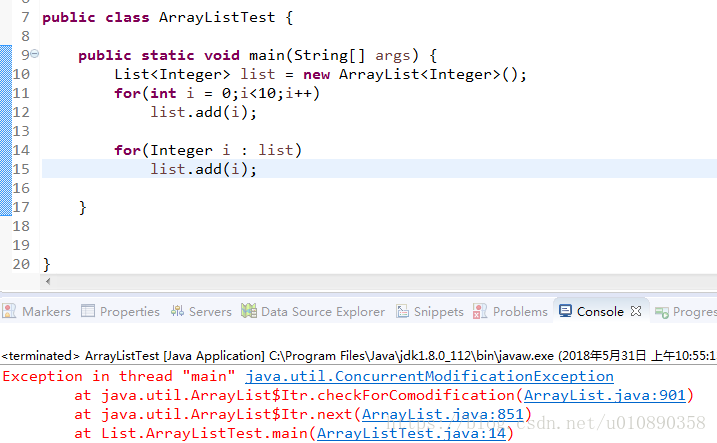 7 public class ArrayListTest {
8
9 public static void main(String[] args) {
10 List<Integer> list = new ArrayList<Integer>();
11 for(int i = 0;i<10;i++)
12 list.add(i);
13
14 for(Integer i : list)
15 list.add(i);
16
17 }
18
19
20 }
Markers Properties Servers Data Source Explorer Snippets Problems Console Progres
<terminated> ArrayListTest [Java Application] C:\Program Files\Java\jdk1.8.0_112\bin\javaw.exe (2018年5月31日 上午10:55:1
Exception in thread "main" java.util.ConcurrentModificationException
at java.util.ArrayList$Itr.checkForComodification(ArrayList.java:901)
at java.util.ArrayList$Itr.next(ArrayList.java:851)
at List.ArrayListTest.main(ArrayListTest.java:14)
https://blog.csdn.net/u010890358